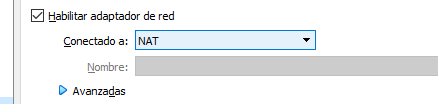 Habilitar adaptador de red
Conectado a: NAT
Nombre:
Avanzadas